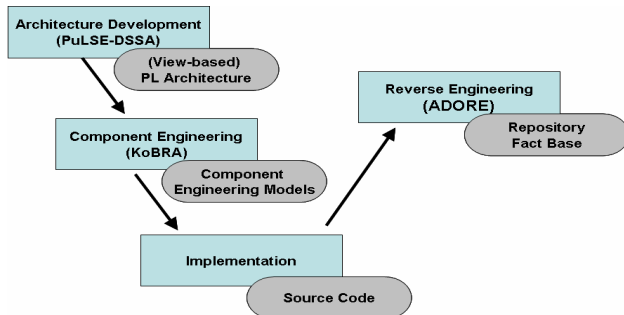 Architecture Development
(PuLSE-DSSA)
(View-based)
PL Architecture
Component Engineering
(KoBRA)
Component
Engineering Models
Implementation
Source Code
Reverse Engineering
(ADORE)
Repository
Fact Base